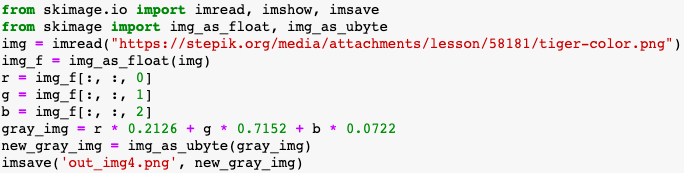 from skimage.io import imread, imshow, imsave
from skimage import img_as_float, img_as_ubyte
img = imread("https://stepik.org/media/attachments/lesson/58181/tiger-color.png")
img_f = img_as_float(img)
r = img_f[:, :, 0]
g = img_f[:, :, 1]
b = img_f[:, :, 2]
gray_img = r * 0.2126 + g * 0.7152 + b * 0.0722
new_gray_img = img_as_ubyte(gray_img)
imsave('out_img4.png', new_gray_img)